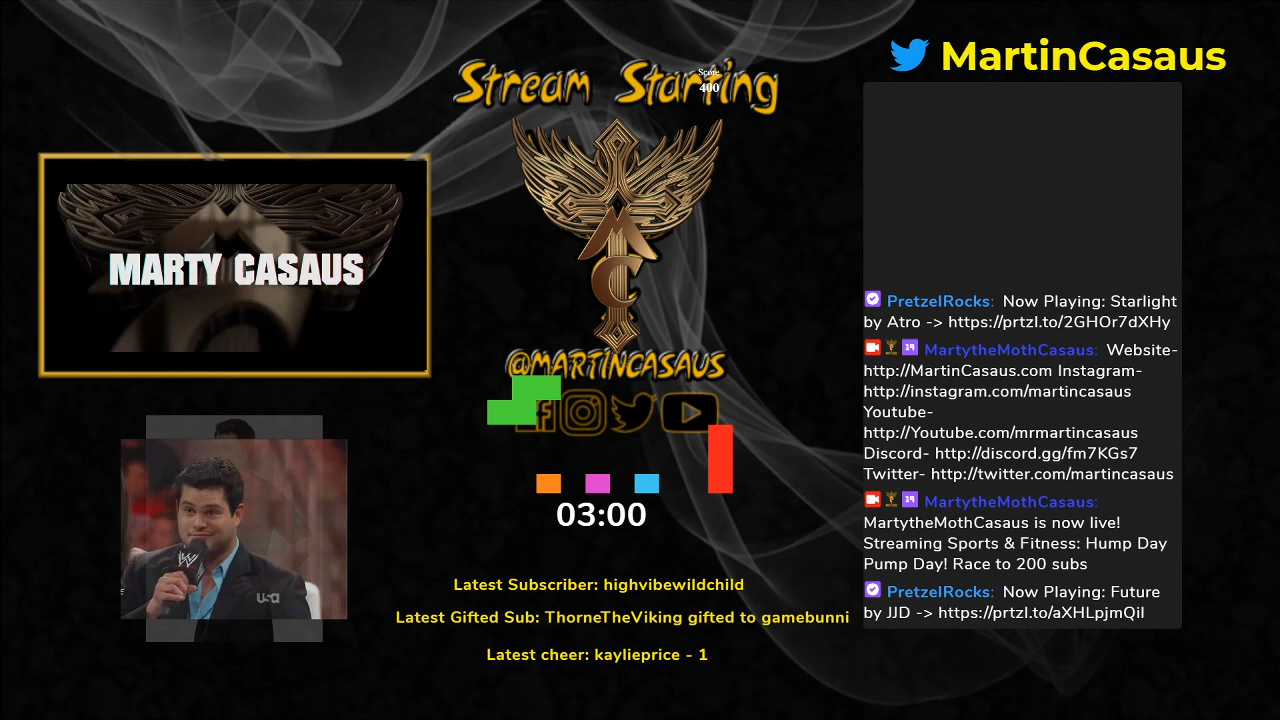 MartinCasaus
Stream Starting
Score
400
MARTY CASAUS
MC
@MARTINCASAUS
03:00
W
usa
Latest Subscriber: highvibewildchild
Latest Gifted Sub: ThorneTheViking gifted to gamebunni
Latest cheer: kaylieprice - 1
PretzelRocks: Now Playing: Starlight
by Atro -> https://prtzl.to/2GHOr7dXHy
MartytheMothCasaus: Website-
http://MartinCasaus.com Instagram-
http://instagram.com/martincasaus
Youtube-
http://Youtube.com/mrmartincasaus
Discord- http://discord.gg/fm7KGs7
Twitter- http://twitter.com/martincasaus
MartytheMothCasaus:
MartytheMothCasaus is now live!
Streaming Sports & Fitness: Hump Day
Pump Day! Race to 200 subs
PretzelRocks: Now Playing: Future
by JJD -> https://prtzl.to/aXHLpjmQil